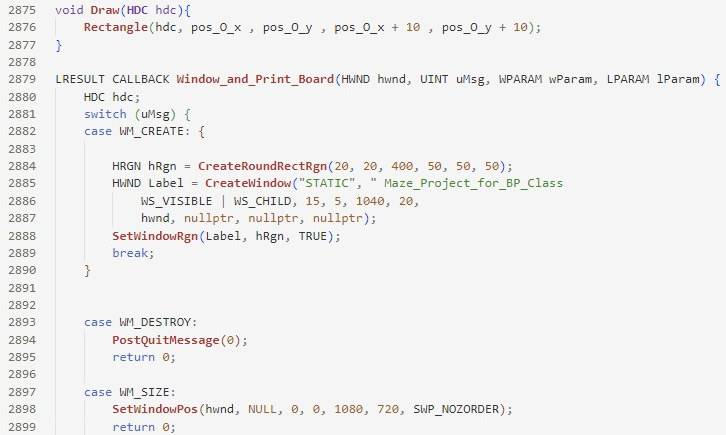 2875 void Draw(HDC hdc){
2876     Rectangle(hdc, pos_O_x , pos_O_y , pos_O_x + 10 , pos_O_y + 10);
2877 }
2878
2879 LRESULT CALLBACK Window_and_Print_Board(HWND hwnd, UINT uMsg, WPARAM wParam, LPARAM lParam) {
2880     HDC hdc;
2881     switch (uMsg) {
2882     case WM_CREATE: {
2883
2884         HRGN hRgn = CreateRoundRectRgn(20, 20, 400, 50, 50, 50);
2885         HWND Label = CreateWindow("STATIC", " Maze_Project_for_BP_Class
2886             WS_VISIBLE | WS_CHILD, 15, 5, 1040, 20,
2887             hwnd, nullptr, nullptr, nullptr);
2888         SetWindowRgn(Label, hRgn, TRUE);
2889         break;
2890     }
2891
2892
2893     case WM_DESTROY:
2894         PostQuitMessage(0);
2895         return 0;
2896
2897     case WM_SIZE:
2898         SetWindowPos(hwnd, NULL, 0, 0, 1080, 720, SWP_NOZORDER);
2899         return 0;